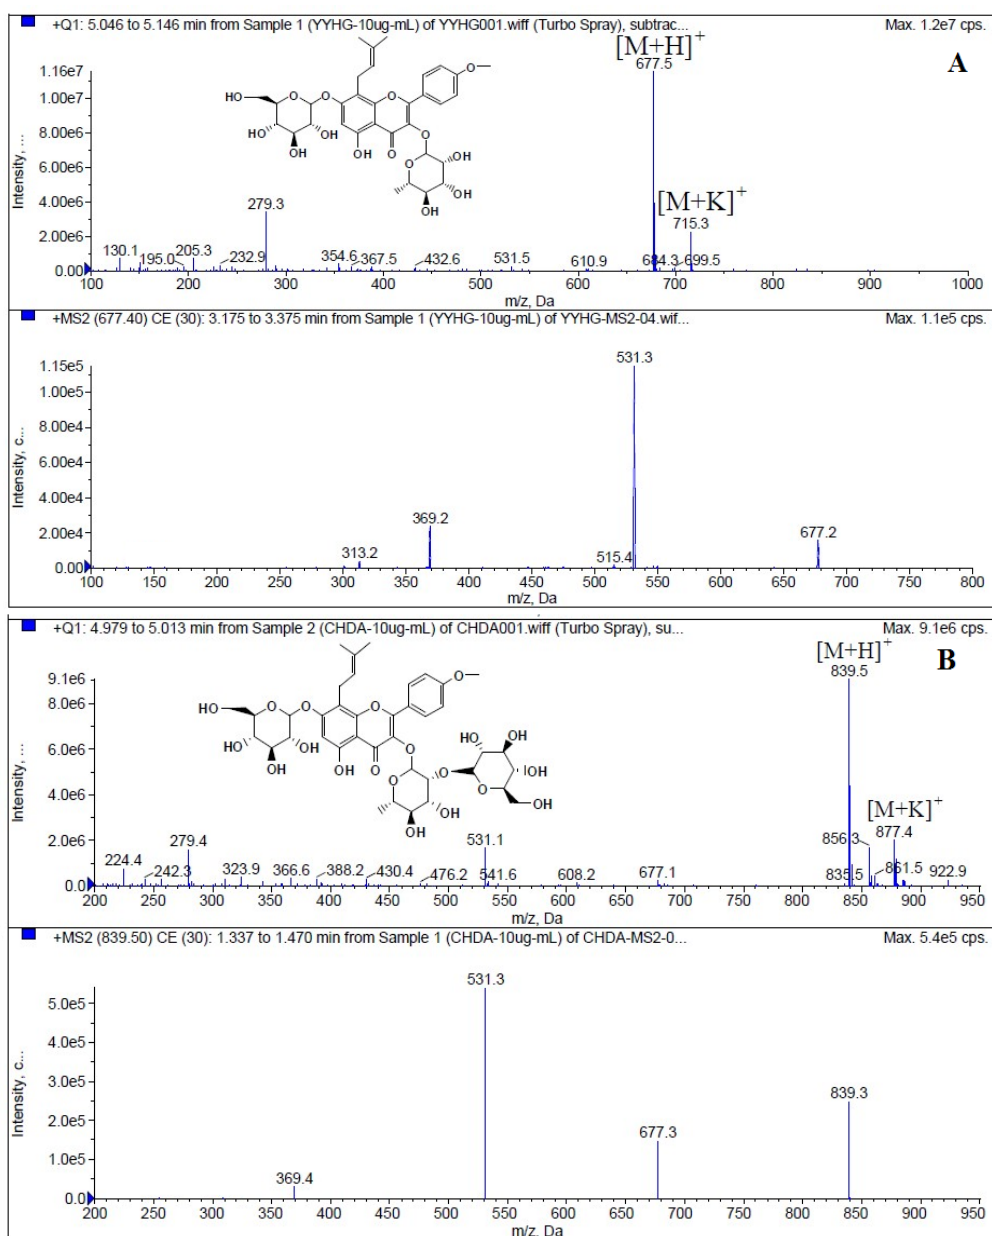 +Q1: 5.046 to 5.146 min from Sample 1 (YYHG-10ug-mL) of YYHG001.wiff (Turbo Spray), subtrac... Max. 1.2e7 cps.
[M+H]+
A
677.5
1.16e7
1.00e7
8.00e6
6.00e6
4.00e6
2.00e6
0.00
Intensity, ...
HO
O
O
O
O
HO
OH
OH
OH
O
O
O
OH
OH
OH
[M+K]+
715.3
279.3
130.1
195.0
205.3
232.9
354.6
367.5
432.6
531.5
610.9
684.3
699.5
100 200 300 400 500 600 700 800 900 1000
m/z, Da
+MS2 (677.40) CE (30): 3.175 to 3.375 min from Sample 1 (YYHG-10ug-mL) of YYHG-MS2-04.wif... Max. 1.1e5 cps.
531.3
1.15e5
1.00e5
8.00e4
6.00e4
4.00e4
2.00e4
0.00
Intensity, c...
369.2
313.2
515.4
677.2
100 150 200 250 300 350 400 450 500 550 600 650 700 750 800
m/z, Da
+Q1: 4.979 to 5.013 min from Sample 2 (CHDA-10ug-mL) of CHDA001.wiff (Turbo Spray), su... Max. 9.1e6 cps.
[M+H]+
B
839.5
9.1e6
8.0e6
6.0e6
4.0e6
2.0e6
0.0
Intensity, ...
HO
O
O
O
O
HO
OH
OH
OH
O
O
O
O
OH
OH
HO
OH
OH
O
OH
[M+K]+
877.4
856.3
531.1
279.4
224.4
242.3
323.9
366.6
388.2
430.4
476.2
541.6
608.2
677.1
835.5
861.5
922.9
200 250 300 350 400 450 500 550 600 650 700 750 800 850 900 950
m/z, Da
+MS2 (839.50) CE (30): 1.337 to 1.470 min from Sample 1 (CHDA-10ug-mL) of CHDA-MS2-0... Max. 5.4e5 cps.
531.3
5.0e5
4.0e5
3.0e5
2.0e5
1.0e5
0.0
Intensity, c...
839.3
677.3
369.4
200 250 300 350 400 450 500 550 600 650 700 750 800 850 900 950
m/z, Da